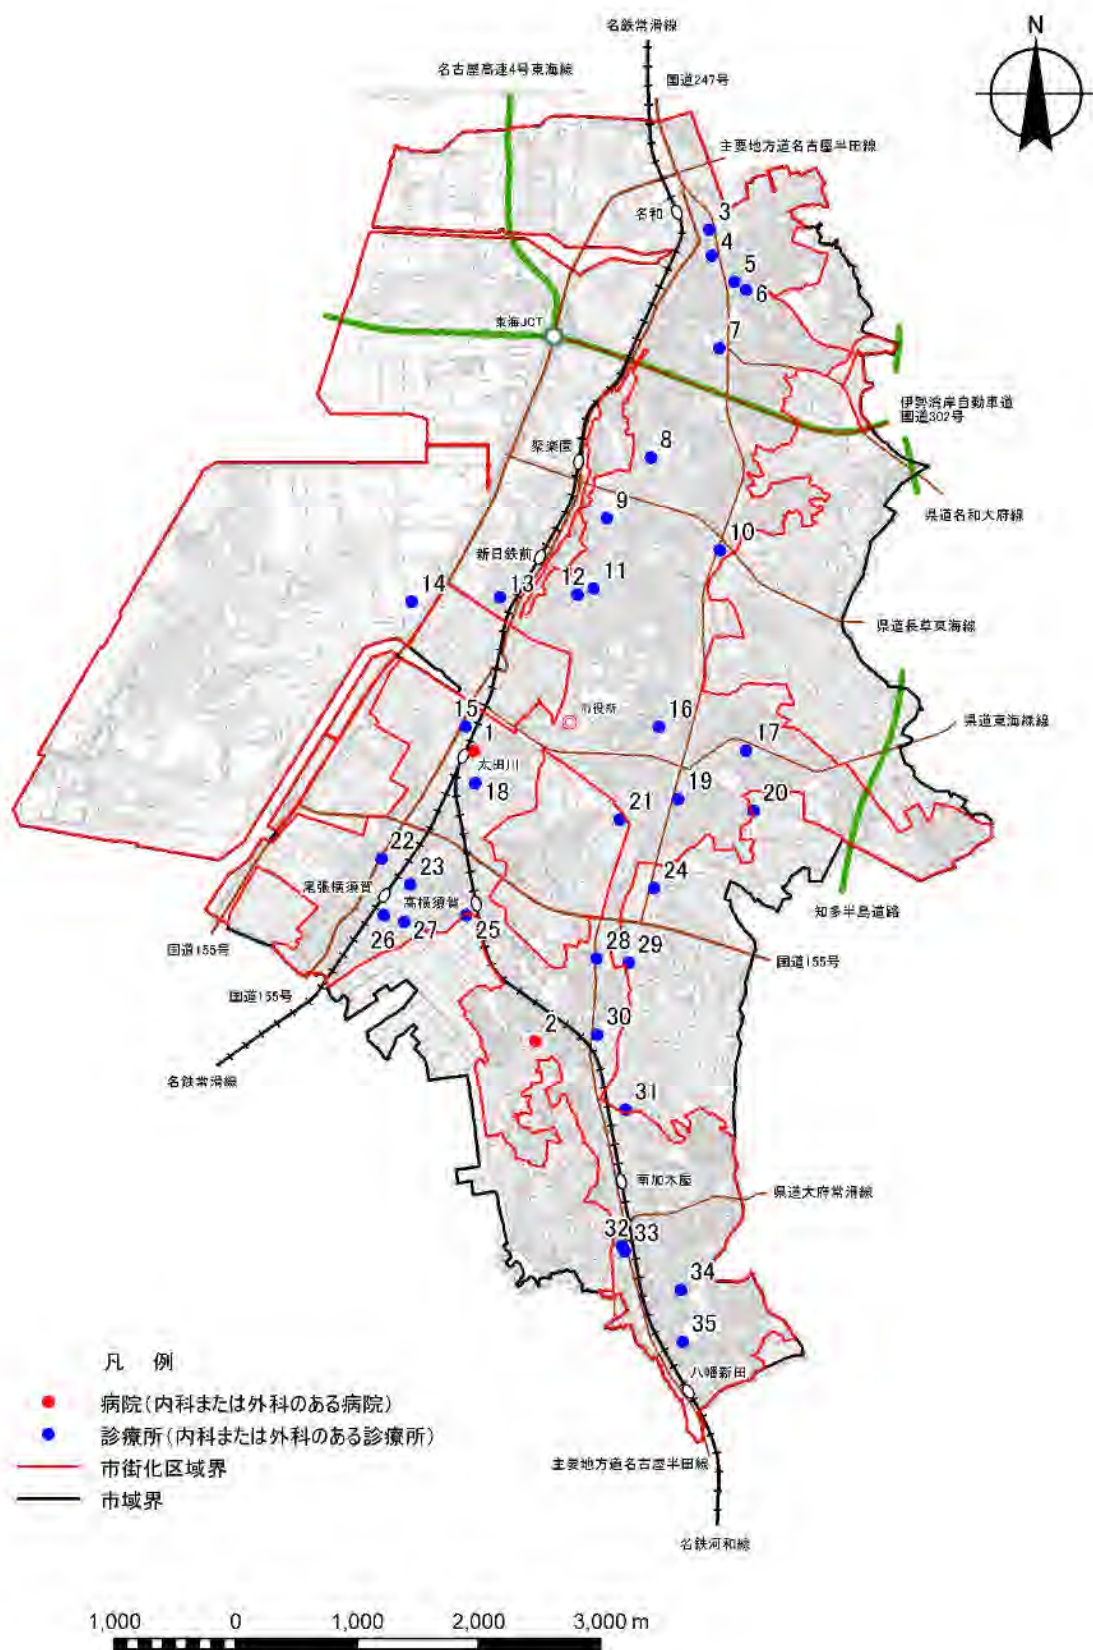 名鉄常滑線
N
名古屋高速4号東海線
国道247号
主要地方道名古屋半田線
名和
3
4
5
6
東海JCT
7
伊勢湾岸自動車道
国道302号
聚楽園
8
県道名和大府線
9
新日鉄前
10
14
13
12
11
県道長草東海線
市役所
15
1
16
県道東海緑線
太田川
17
18
19
20
21
22
尾張横須賀
23
24
高横須賀
知多半島道路
26
27
25
国道155号
28
29
国道155号
国道155号
2
30
名鉄常滑線
31
南加木屋
県道大府常滑線
32
33
34
35
八幡新田
凡 例
病院(内科または外科のある病院)
診療所(内科または外科のある診療所)
市街化区域界
市域界
主要地方道名古屋半田線
名鉄河和線
1,000
0
1,000
2,000
3,000 m